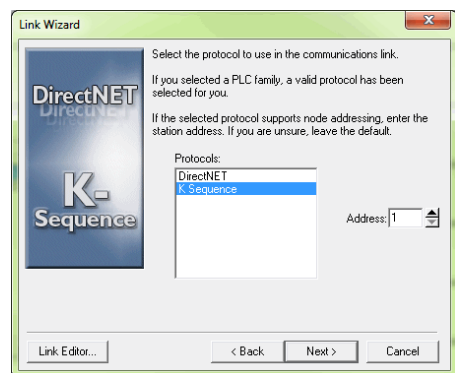 Link Wizard
Select the protocol to use in the communications link.
If you selected a PLC family, a valid protocol has been
selected for you.
If the selected protocol supports node addressing, enter the
station address. If you are unsure, leave the default.
DirectNET
DirectNET
K-
Sequence
Protocols:
DirectNET
K Sequence
Address: 1
Link Editor...
< Back
Next >
Cancel